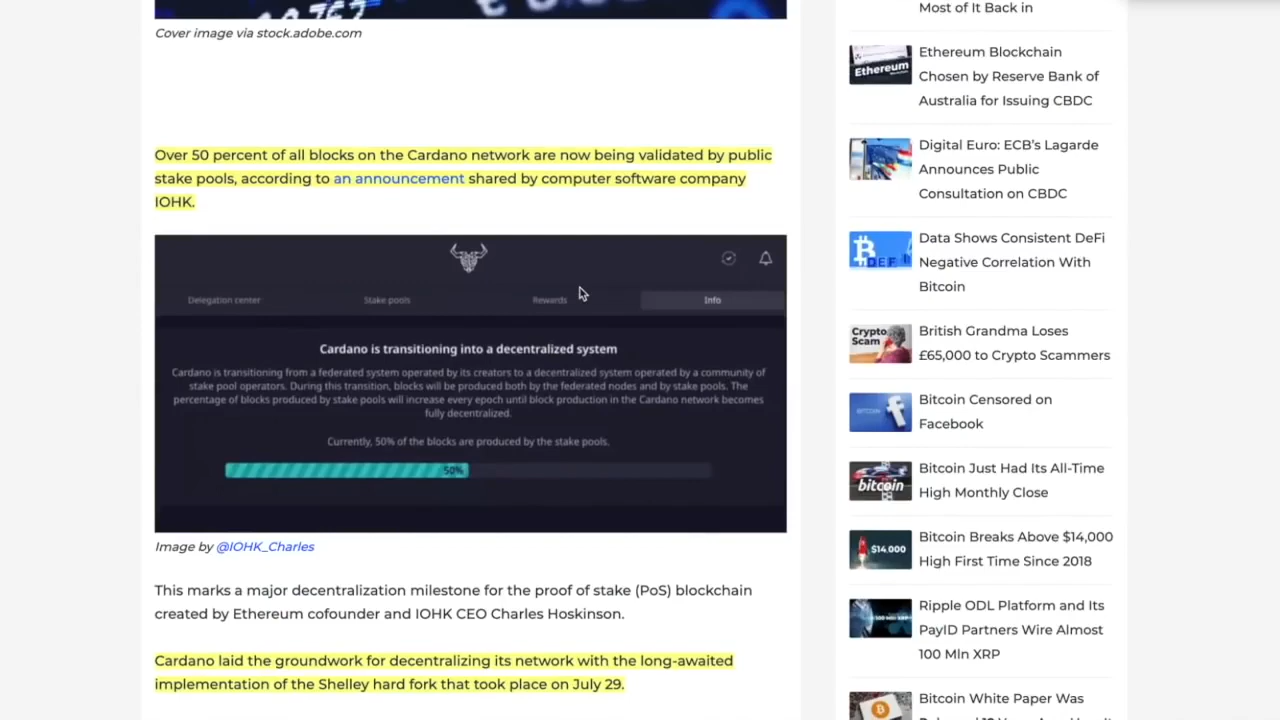 Cover image via stock.adobe.com
Over 50 percent of all blocks on the Cardano network are now being validated by public
stake pools, according to an announcement shared by computer software company
IOHK.
Delegation center
Stake pools
Rewards
Info
Cardano is transitioning into a decentralized system
Cardano is transitioning from a federated system operated by its creators to a decentralized system operated by a community of
stake pool operators. During this transition, blocks will be produced both by the federated nodes and by stake pools. The
percentage of blocks produced by stake pools will increase every epoch until block production in the Cardano network becomes
fully decentralized.
Currently, 50% of the blocks are produced by the stake pools.
50%
Image by @IOHK_Charles
This marks a major decentralization milestone for the proof of stake (PoS) blockchain
created by Ethereum cofounder and IOHK CEO Charles Hoskinson.
Cardano laid the groundwork for decentralizing its network with the long-awaited
implementation of the Shelley hard fork that took place on July 29.
Most of It Back in
Ethereum
Ethereum Blockchain
Chosen by Reserve Bank of
Australia for Issuing CBDC
Digital Euro: ECB's Lagarde
Announces Public
Consultation on CBDC
DEF
Data Shows Consistent DeFi
Negative Correlation With
Bitcoin
Crypto
Scam
British Grandma Loses
£65,000 to Crypto Scammers
Bitcoin Censored on
Facebook
bitcoin
Bitcoin Just Had Its All-Time
High Monthly Close
$14.000
Bitcoin Breaks Above $14,000
High First Time Since 2018
Ripple ODL Platform and Its
PayID Partners Wire Almost
100 Mln XRP
Bitcoin White Paper Was